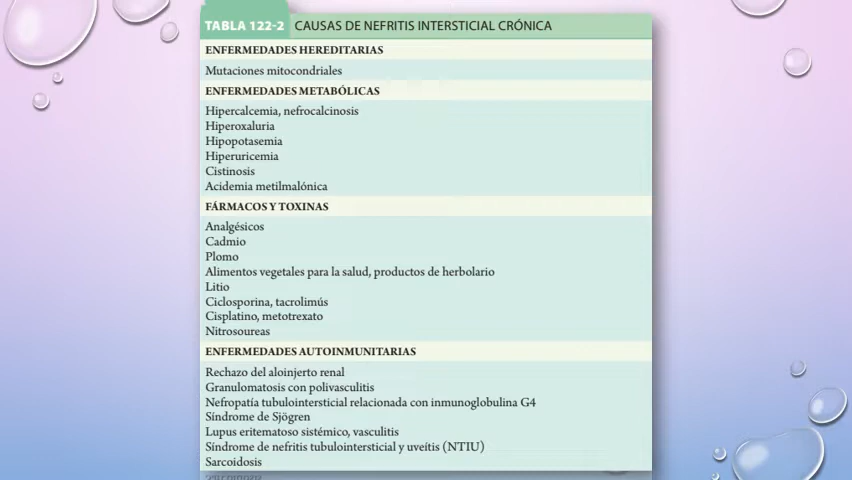 TABLA 122-2 CAUSAS DE NEFRITIS INTERSTICIAL CRÓNICA
ENFERMEDADES HEREDITARIAS
Mutaciones mitocondriales
ENFERMEDADES METABÓLICAS
Hipercalcemia, nefrocalcinosis
Hiperoxaluria
Hipopotasemia
Hiperuricemia
Cistinosis
Acidemia metilmalónica
FÁRMACOS Y TOXINAS
Analgésicos
Cadmio
Plomo
Alimentos vegetales para la salud, productos de herbolario
Litio
Ciclosporina, tacrolimús
Cisplatino, metotrexato
Nitrosoureas
ENFERMEDADES AUTOINMUNITARIAS
Rechazo del aloinjerto renal
Granulomatosis con polivasculitis
Nefropatía tubulointersticial relacionada con inmunoglobulina G4
Síndrome de Sjögren
Lupus eritematoso sistémico, vasculitis
Síndrome de nefritis tubulointersticial y uveítis (NTIU)
Sarcoidosis